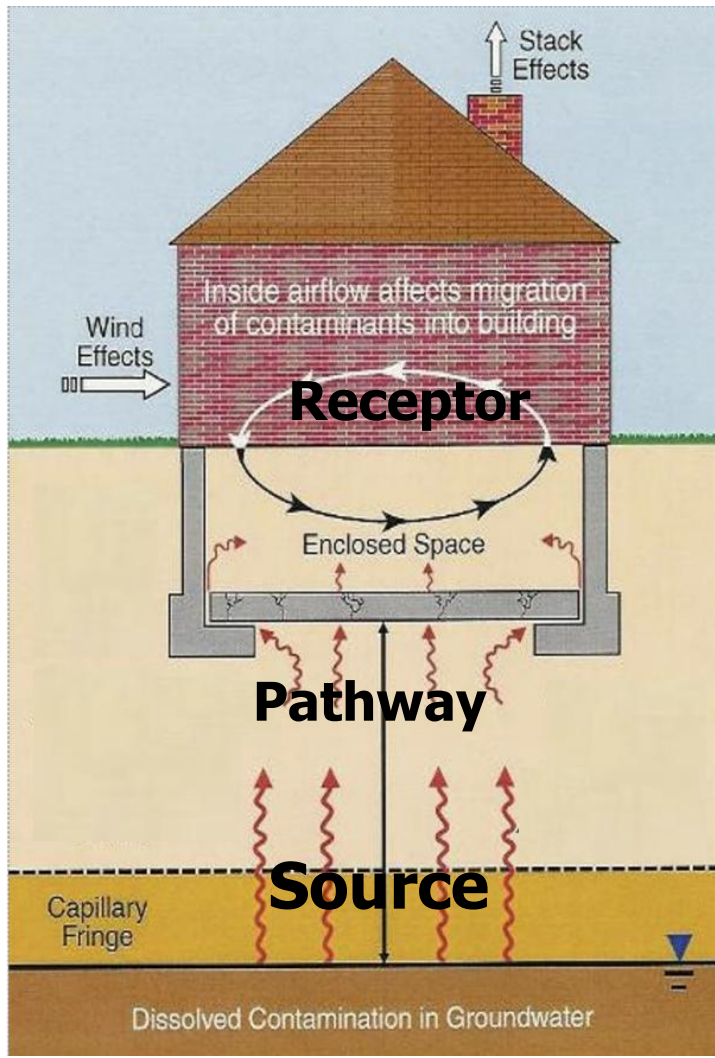 Stack
Effects
Inside airflow affects migration
of contaminants into building
Wind
Effects
Receptor
Enclosed Space
Pathway
Source
Capillary
Fringe
Dissolved Contamination in Groundwater